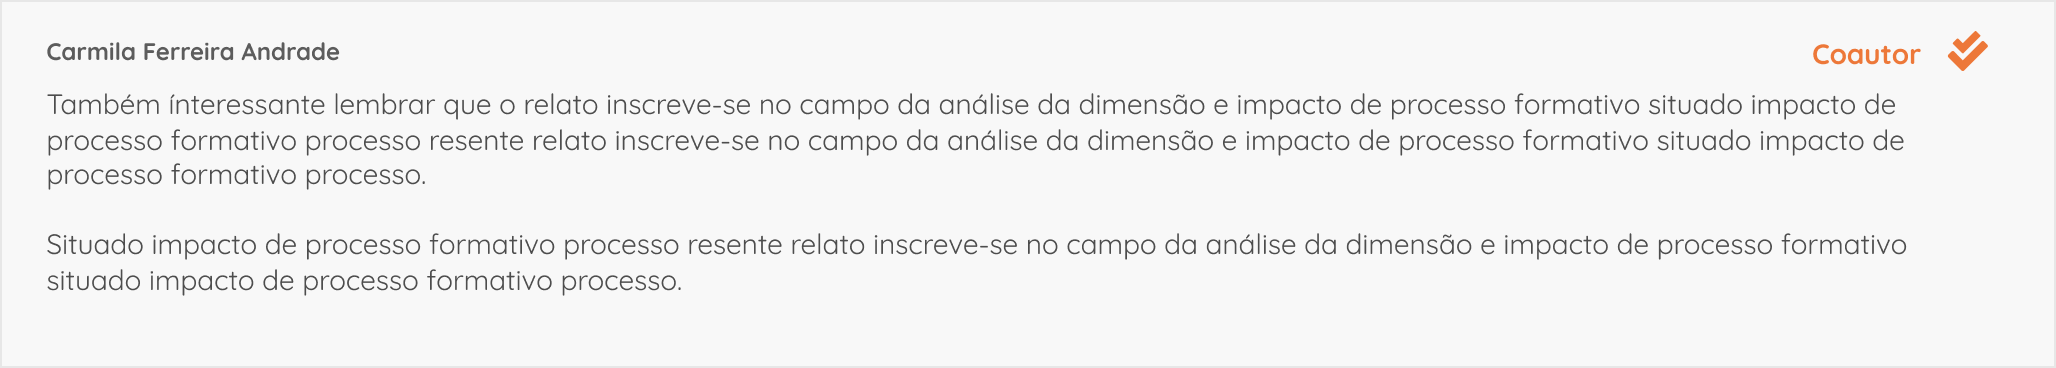 Carmila Ferreira Andrade
Coautor
Também ínteressante lembrar que o relato inscreve-se no campo da análise da dimensão e impacto de processo formativo situado impacto de
processo formativo processo resente relato inscreve-se no campo da análise da dimensão e impacto de processo formativo situado impacto de
processo formativo processo.
Situado impacto de processo formativo processo resente relato inscreve-se no campo da análise da dimensão e impacto de processo formativo
situado impacto de processo formativo processo.